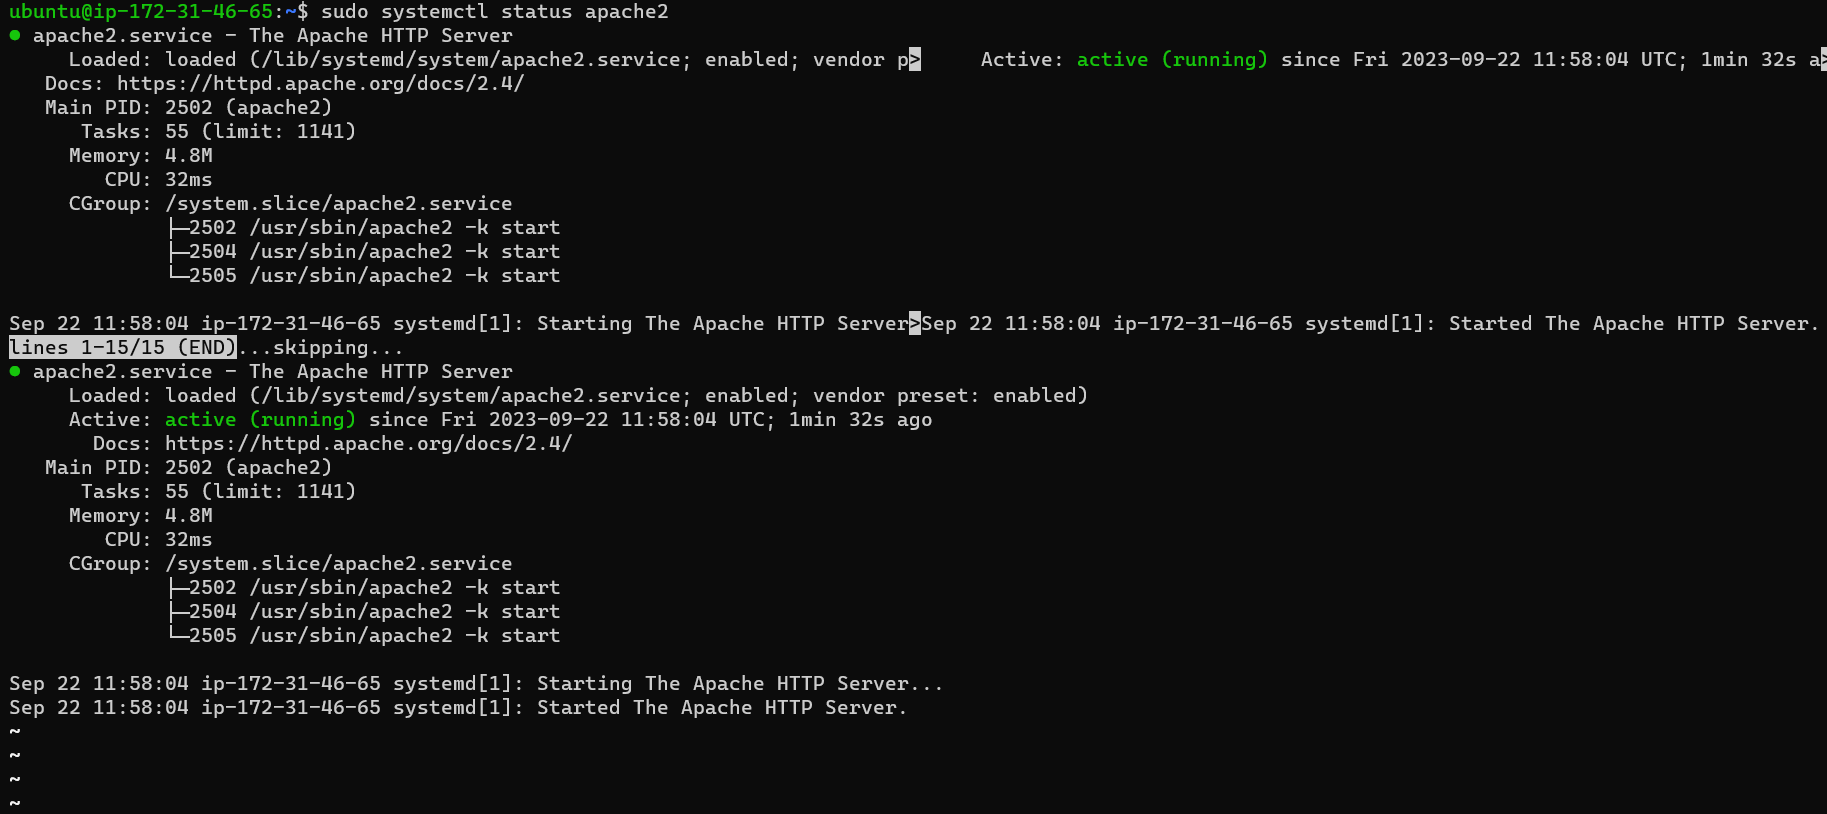 ubuntu@ip-172-31-46-65:~$ sudo systemctl status apache2
● apache2.service - The Apache HTTP Server
     Loaded: loaded (/lib/systemd/system/apache2.service; enabled; vendor p>     Active: active (running) since Fri 2023-09-22 11:58:04 UTC; 1min 32s a>
   Docs: https://httpd.apache.org/docs/2.4/
   Main PID: 2502 (apache2)
      Tasks: 55 (limit: 1141)
     Memory: 4.8M
        CPU: 32ms
     CGroup: /system.slice/apache2.service
             ├─2502 /usr/sbin/apache2 -k start
             ├─2504 /usr/sbin/apache2 -k start
             └─2505 /usr/sbin/apache2 -k start

Sep 22 11:58:04 ip-172-31-46-65 systemd[1]: Starting The Apache HTTP Server>Sep 22 11:58:04 ip-172-31-46-65 systemd[1]: Started The Apache HTTP Server.
lines 1-15/15 (END)...skipping...
● apache2.service - The Apache HTTP Server
     Loaded: loaded (/lib/systemd/system/apache2.service; enabled; vendor preset: enabled)
     Active: active (running) since Fri 2023-09-22 11:58:04 UTC; 1min 32s ago
       Docs: https://httpd.apache.org/docs/2.4/
   Main PID: 2502 (apache2)
      Tasks: 55 (limit: 1141)
     Memory: 4.8M
        CPU: 32ms
     CGroup: /system.slice/apache2.service
             ├─2502 /usr/sbin/apache2 -k start
             ├─2504 /usr/sbin/apache2 -k start
             └─2505 /usr/sbin/apache2 -k start

Sep 22 11:58:04 ip-172-31-46-65 systemd[1]: Starting The Apache HTTP Server...
Sep 22 11:58:04 ip-172-31-46-65 systemd[1]: Started The Apache HTTP Server.
~
~
~
~